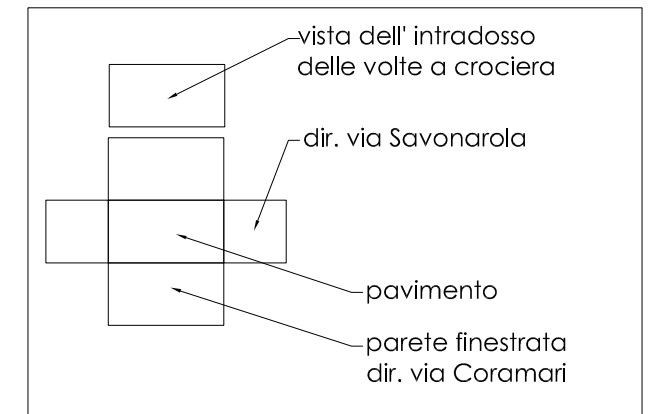 vista dell' intradosso
delle volte a crociera
dir. via Savonarola
pavimento
parete finestrata
dir. via Coramari